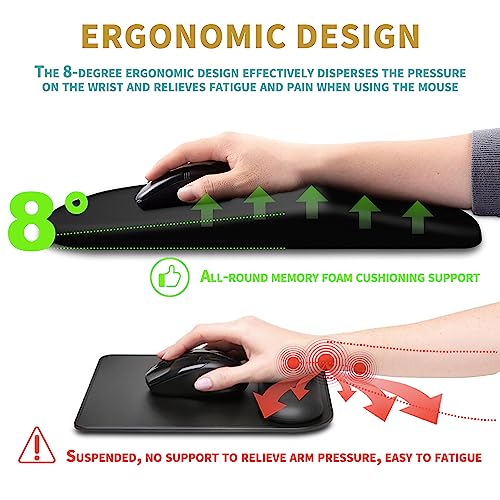 ERGONOMIC DESIGN
THE 8-DEGREE ERGONOMIC DESIGN EFFECTIVELY DISPERSES THE PRESSURE
ON THE WRIST AND RELIEVES FATIGUE AND PAIN WHEN USING THE MOUSE
8°
ALL-ROUND MEMORY FOAM CUSHIONING SUPPORT
SUSPENDED, NO SUPPORT TO RELIEVE ARM PRESSURE, EASY TO FATIGUE